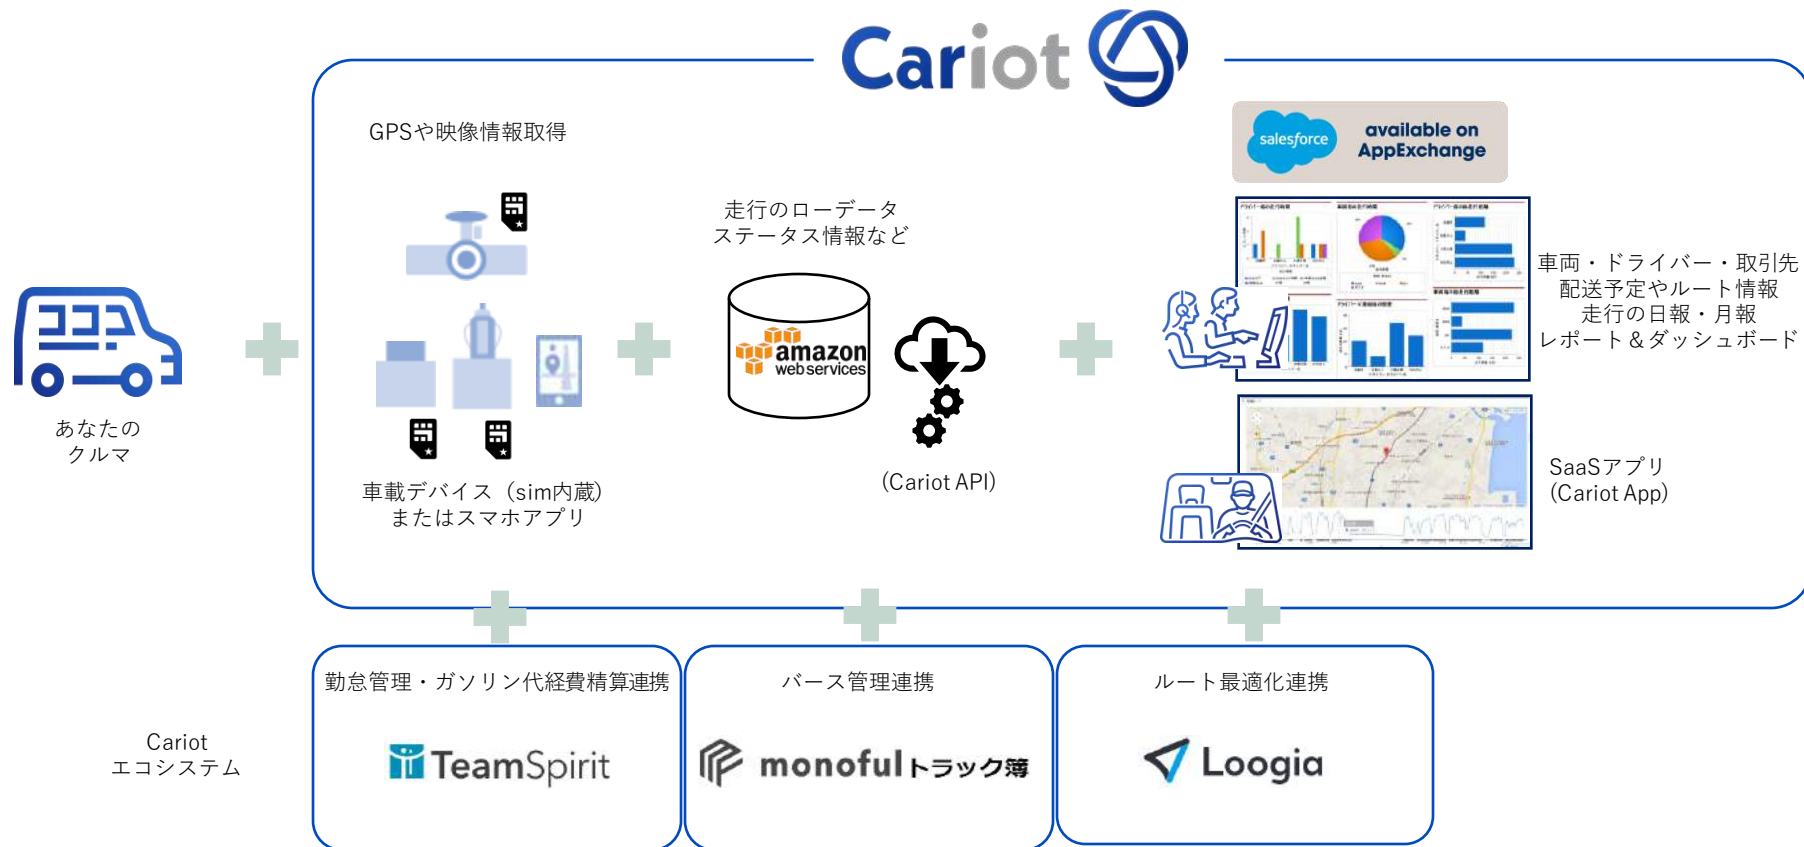 Cariot
GPSや映像情報取得
salesforce
available on
AppExchange
走行のローデータ
ステータス情報など
amazon
webservices
車両・ドライバー・取引先
配送予定やルート情報
走行の日報・月報
レポート＆ダッシュボード
あなたの
クルマ
(Cariot API)
SaaSアプリ
(Cariot App)
車載デバイス（sim内蔵）
またはスマホアプリ
勤怠管理・ガソリン代経費精算連携
バース管理連携
ルート最適化連携
Cariot
エコシステム
TeamSpirit
monofulトラック簿
Loogia